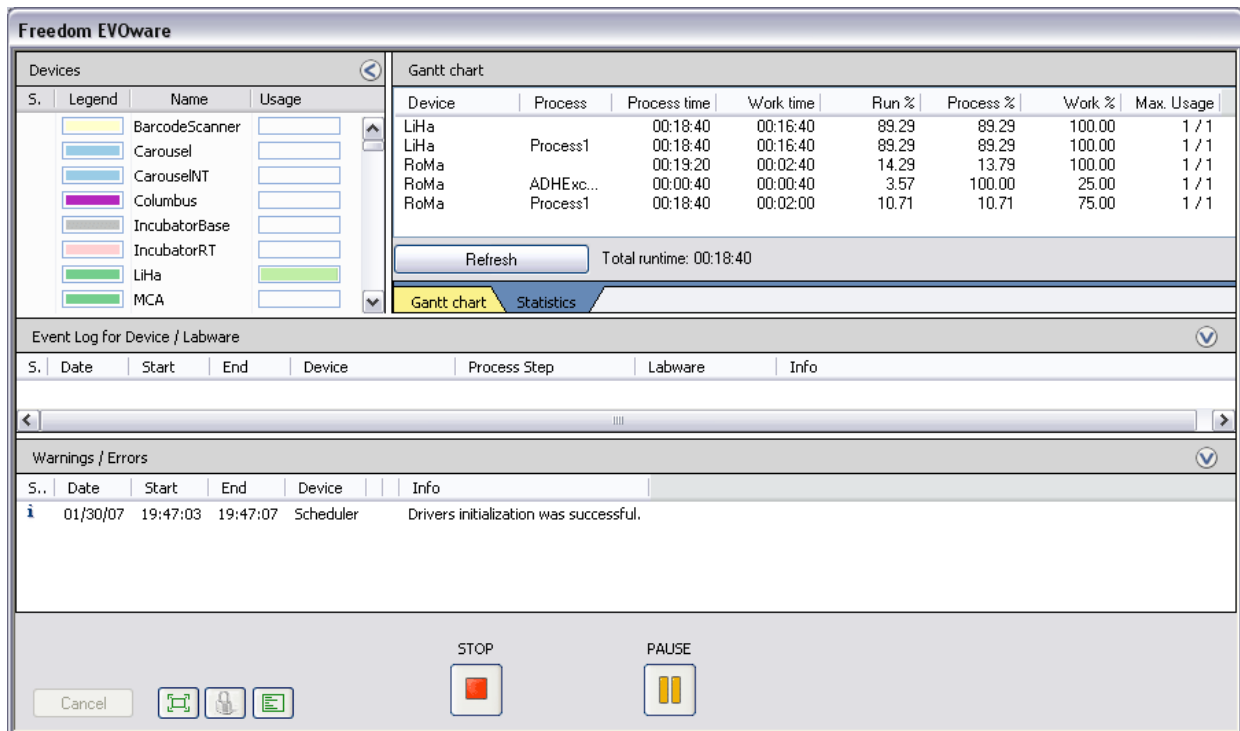 Freedom EVOware
Devices
S. Legend Name Usage
BarcodeScanner
Carousel
CarouselNT
Columbus
IncubatorBase
IncubatorRT
LiHa
MCA
Gantt chart
Device Process Process time Work time Run % Process % Work % Max. Usage
LiHa 00:18:40 00:16:40 89.29 89.29 100.00 1 / 1
LiHa Process1 00:18:40 00:16:40 89.29 89.29 100.00 1 / 1
RoMa 00:19:20 00:02:40 14.29 13.79 100.00 1 / 1
RoMa ADHExc... 00:00:40 00:00:40 3.57 100.00 25.00 1 / 1
RoMa Process1 00:18:40 00:02:00 10.71 10.71 75.00 1 / 1
Refresh Total runtime: 00:18:40
Gantt chart Statistics
Event Log for Device / Labware
S. Date Start End Device Process Step Labware Info
Warnings / Errors
S.. Date Start End Device Info
i 01/30/07 19:47:03 19:47:07 Scheduler Drivers initialization was successful.
STOP PAUSE
Cancel